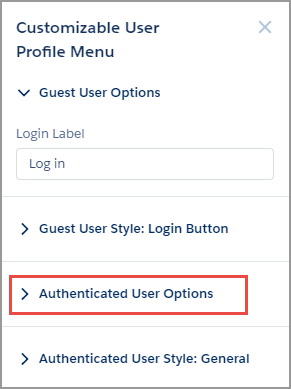 Customizable User
Profile Menu
Guest User Options
Login Label
Log in
Guest User Style: Login Button
Authenticated User Options
Authenticated User Style: General